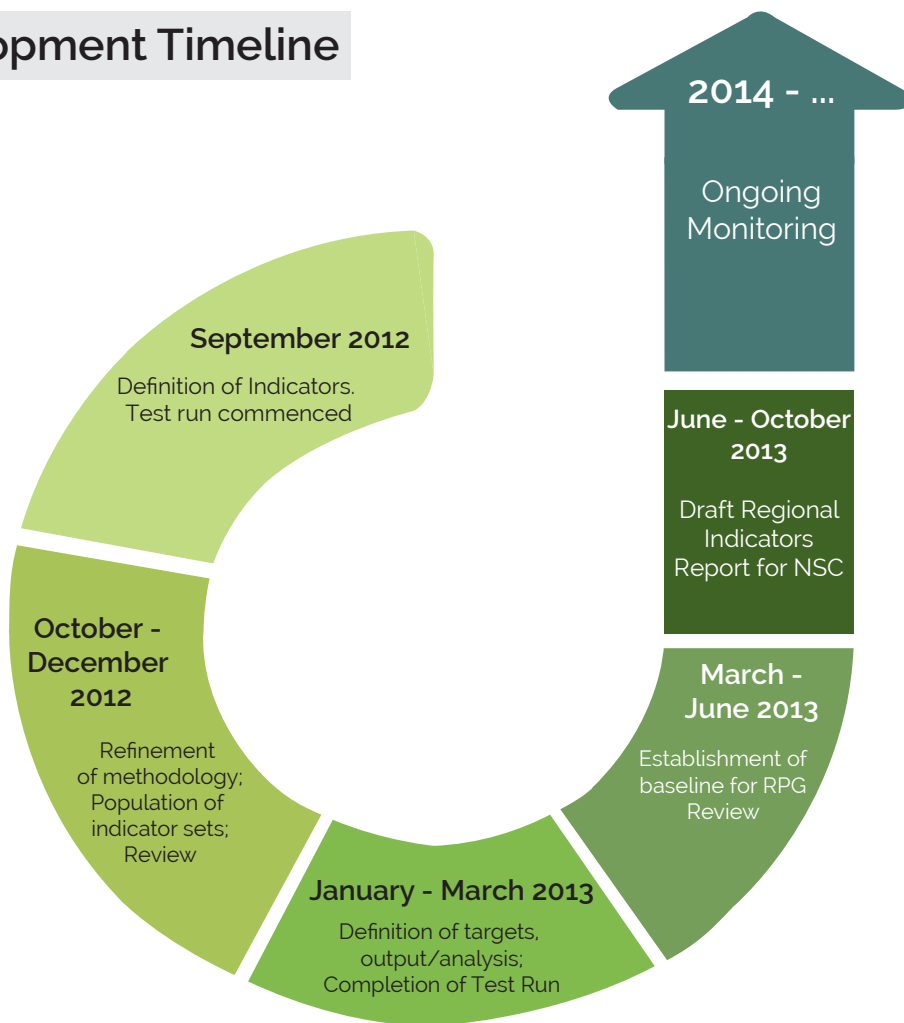 opment Timeline
September 2012
Definition of Indicators.
Test run commenced
October -
December
2012
Refinement
of methodology;
Population of
indicator sets;
Review
January - March 2013
Definition of targets,
output/analysis;
Completion of Test Run
March -
June 2013
Establishment of
baseline for RPG
Review
June - October
2013
Draft Regional
Indicators
Report for NSC
2014 - ...
Ongoing
Monitoring